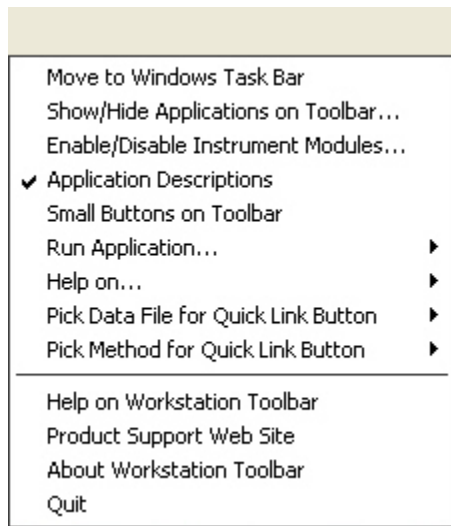 Move to Windows Task Bar
Show/Hide Applications on Toolbar...
Enable/Disable Instrument Modules...
Application Descriptions
Small Buttons on Toolbar
Run Application...
Help on...
Pick Data File for Quick Link Button
Pick Method for Quick Link Button
Help on Workstation Toolbar
Product Support Web Site
About Workstation Toolbar
Quit